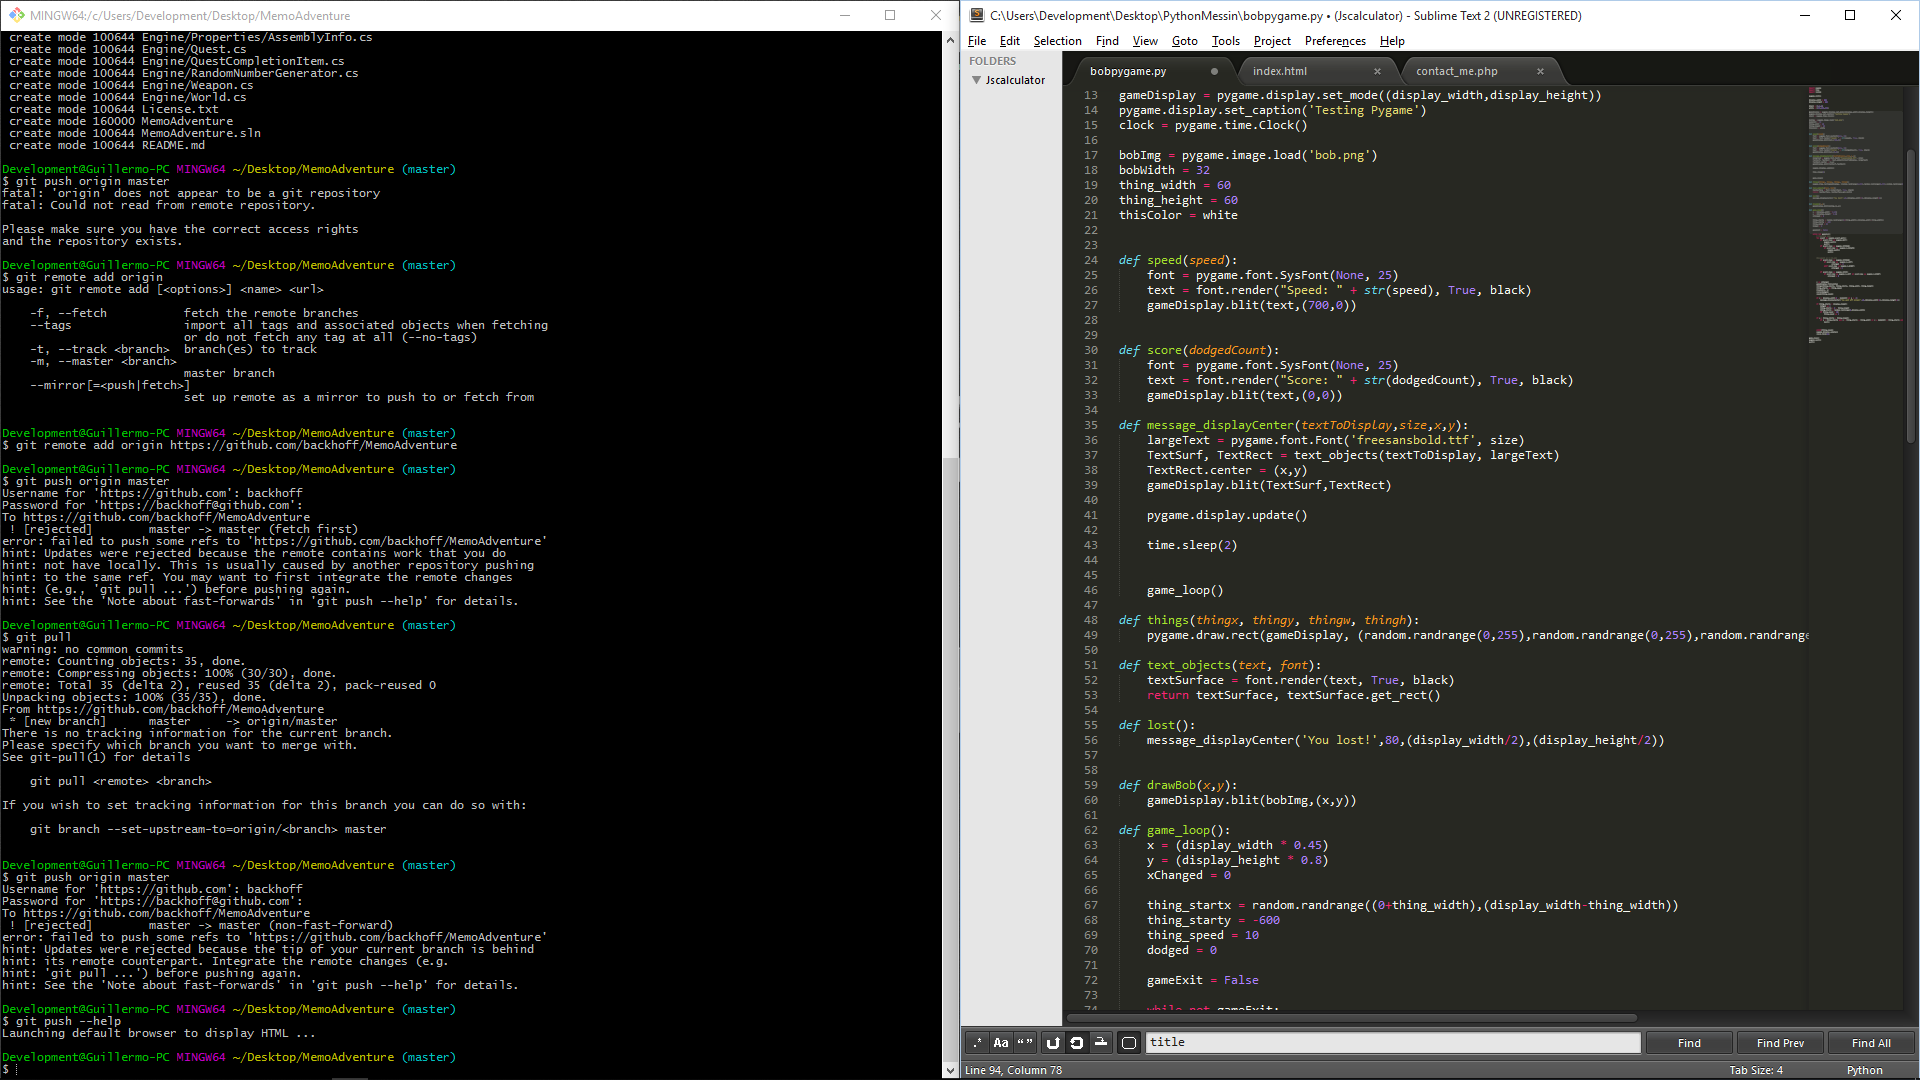 MINGW64:/c/Users/Development/Desktop/MemoAdventure
create mode 100644 Engine/Properties/AssemblyInfo.cs
create mode 100644 Engine/Quest.cs
create mode 100644 Engine/QuestCompletionItem.cs
create mode 100644 Engine/RandomNumberGenerator.cs
create mode 100644 Engine/Weapon.cs
create mode 100644 Engine/World.cs
create mode 100644 License.txt
create mode 160000 MemoAdventure
create mode 100644 MemoAdventure.sln
create mode 100644 README.md
Development@Guillermo-PC MINGW64 ~/Desktop/MemoAdventure (master)
$ git push origin master
fatal: 'origin' does not appear to be a git repository
fatal: Could not read from remote repository.
Please make sure you have the correct access rights
and the repository exists.
Development@Guillermo-PC MINGW64 ~/Desktop/MemoAdventure (master)
$ git remote add origin
usage: git remote add [<options>] <name> <url>
-f, --fetch fetch the remote branches
--tags import all tags and associated objects when fetching
or do not fetch any tag at all (--no-tags)
-t, --track <branch> branch(es) to track
-m, --master <branch>
master branch
--mirror[=<push|fetch>]
set up remote as a mirror to push to or fetch from
Development@Guillermo-PC MINGW64 ~/Desktop/MemoAdventure (master)
$ git remote add origin https://github.com/backhoff/MemoAdventure
Development@Guillermo-PC MINGW64 ~/Desktop/MemoAdventure (master)
$ git push origin master
Username for 'https://github.com': backhoff
Password for 'https://backhoff@github.com':
To https://github.com/backhoff/MemoAdventure
! [rejected] master -> master (fetch first)
error: failed to push some refs to 'https://github.com/backhoff/MemoAdventure'
hint: Updates were rejected because the remote contains work that you do
hint: not have locally. This is usually caused by another repository pushing
hint: to the same ref. You may want to first integrate the remote changes
hint: (e.g., 'git pull ...') before pushing again.
hint: See the 'Note about fast-forwards' in 'git push --help' for details.
Development@Guillermo-PC MINGW64 ~/Desktop/MemoAdventure (master)
$ git pull
warning: no common commits
remote: Counting objects: 35, done.
remote: Compressing objects: 100% (30/30), done.
remote: Total 35 (delta 2), reused 35 (delta 2), pack-reused 0
Unpacking objects: 100% (35/35), done.
From https://github.com/backhoff/MemoAdventure
* [new branch] master -> origin/master
There is no tracking information for the current branch.
Please specify which branch you want to merge with.
See git-pull(1) for details
git pull <remote> <branch>
If you wish to set tracking information for this branch you can do so with:
git branch --set-upstream-to=origin/<branch> master
Development@Guillermo-PC MINGW64 ~/Desktop/MemoAdventure (master)
$ git push origin master
Username for 'https://github.com': backhoff
Password for 'https://backhoff@github.com':
To https://github.com/backhoff/MemoAdventure
! [rejected] master -> master (non-fast-forward)
error: failed to push some refs to 'https://github.com/backhoff/MemoAdventure'
hint: Updates were rejected because the tip of your current branch is behind
hint: its remote counterpart. Integrate the remote changes (e.g.
hint: 'git pull ...') before pushing again.
hint: See the 'Note about fast-forwards' in 'git push --help' for details.
Development@Guillermo-PC MINGW64 ~/Desktop/MemoAdventure (master)
$ git push --help
Launching default browser to display HTML ...
Development@Guillermo-PC MINGW64 ~/Desktop/MemoAdventure (master)
$
C:\Users\Development\Desktop\PythonMessin\bobpygame.py • (Jscalculator) - Sublime Text 2 (UNREGISTERED)
File Edit Selection Find View Goto Tools Project Preferences Help
FOLDERS
Jscalculator
bobpygame.py index.html contact_me.php
13 gameDisplay = pygame.display.set_mode((display_width,display_height))
14 pygame.display.set_caption('Testing Pygame')
15 clock = pygame.time.Clock()
16
17 bobImg = pygame.image.load('bob.png')
18 bobWidth = 32
19 thing_width = 60
20 thing_height = 60
21 thisColor = white
22
23
24 def speed(speed):
25 font = pygame.font.SysFont(None, 25)
26 text = font.render("Speed: " + str(speed), True, black)
27 gameDisplay.blit(text,(700,0))
28
29
30 def score(dodgedCount):
31 font = pygame.font.SysFont(None, 25)
32 text = font.render("Score: " + str(dodgedCount), True, black)
33 gameDisplay.blit(text,(0,0))
34
35 def message_displayCenter(textToDisplay,size,x,y):
36 largeText = pygame.font.Font('freesansbold.ttf', size)
37 TextSurf, TextRect = text_objects(textToDisplay, largeText)
38 TextRect.center = (x,y)
39 gameDisplay.blit(TextSurf,TextRect)
40
41 pygame.display.update()
42
43 time.sleep(2)
44
45
46 game_loop()
47
48 def things(thingx, thingy, thingw, thingh):
49 pygame.draw.rect(gameDisplay, (random.randrange(0,255),random.randrange(0,255),random.randrange
50
51 def text_objects(text, font):
52 textSurface = font.render(text, True, black)
53 return textSurface, textSurface.get_rect()
54
55 def lost():
56 message_displayCenter('You lost!',80,(display_width/2),(display_height/2))
57
58
59 def drawBob(x,y):
60 gameDisplay.blit(bobImg,(x,y))
61
62 def game_loop():
63 x = (display_width * 0.45)
64 y = (display_height * 0.8)
65 xChanged = 0
66
67 thing_startx = random.randrange((0+thing_width),(display_width-thing_width))
68 thing_starty = -600
69 thing_speed = 10
70 dodged = 0
71
72 gameExit = False
73
74 while not gameExit:
.* Aa “” title Find Find Prev Find All
Line 94, Column 78 Tab Size: 4 Python